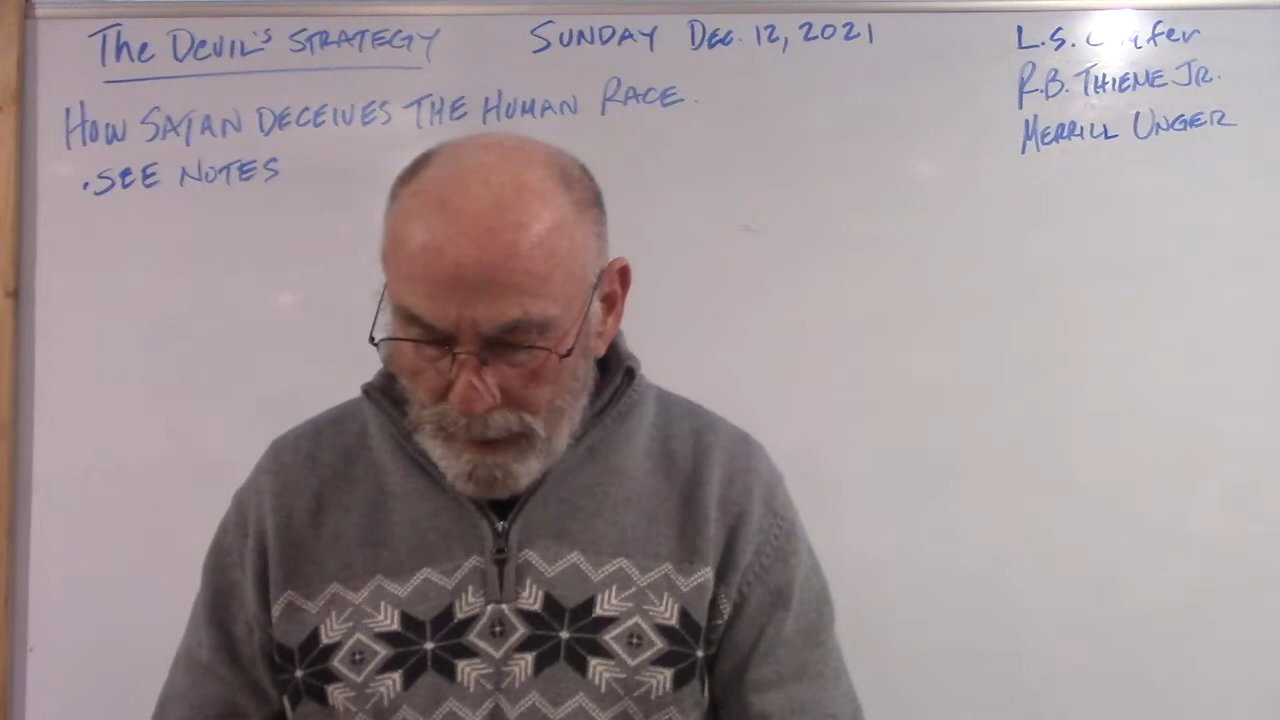 The Devil's STRATEGY
SUNDAY DEC. 12, 2021
HOW SATAN DECEIVES THE HUMAN RACE.
• SEE NOTES
L.S.
R.B. THIEME JR.
MERRILL UNGER